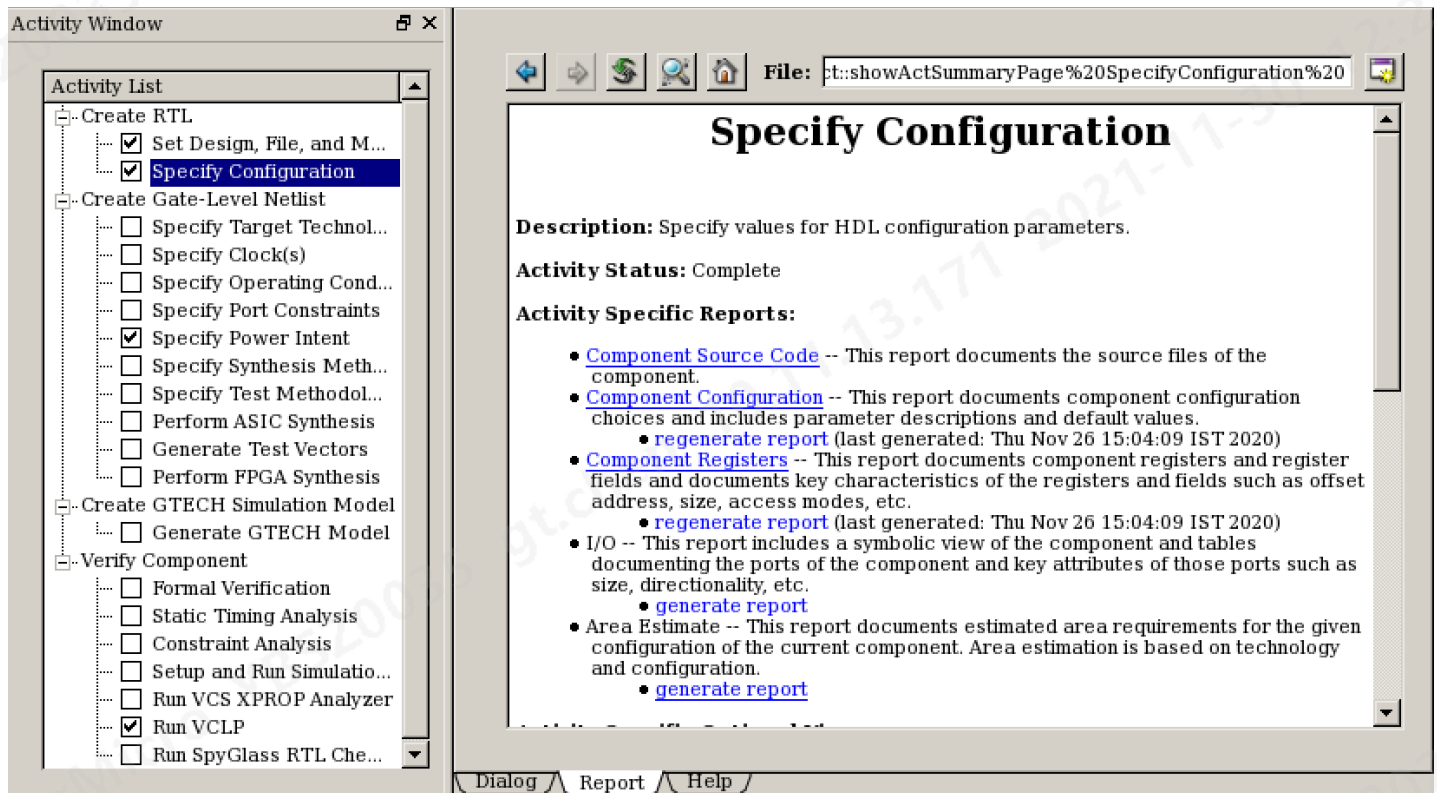 Activity Window
Activity List
Create RTL
Set Design, File, and M...
Specify Configuration
Create Gate-Level Netlist
Specify Target Technol...
Specify Clock(s)
Specify Operating Cond...
Specify Port Constraints
Specify Power Intent
Specify Synthesis Meth...
Specify Test Methodol...
Perform ASIC Synthesis
Generate Test Vectors
Perform FPGA Synthesis
Create GTECH Simulation Model
Generate GTECH Model
Verify Component
Formal Verification
Static Timing Analysis
Constraint Analysis
Setup and Run Simulatio...
Run VCS XPROP Analyzer
Run VCLP
Run SpyGlass RTL Che...
File: ct::showActSummaryPage%20SpecifyConfiguration%20
Specify Configuration
Description: Specify values for HDL configuration parameters.
Activity Status: Complete
Activity Specific Reports:
Component Source Code -- This report documents the source files of the
component.
Component Configuration -- This report documents component configuration
choices and includes parameter descriptions and default values.
regenerate report (last generated: Thu Nov 26 15:04:09 IST 2020)
Component Registers -- This report documents component registers and register
fields and documents key characteristics of the registers and fields such as offset
address, size, access modes, etc.
regenerate report (last generated: Thu Nov 26 15:04:09 IST 2020)
I/O -- This report includes a symbolic view of the component and tables
documenting the ports of the component and key attributes of those ports such as
size, directionality, etc.
generate report
Area Estimate -- This report documents estimated area requirements for the given
configuration of the current component. Area estimation is based on technology
and configuration.
generate report
Dialog Report Help